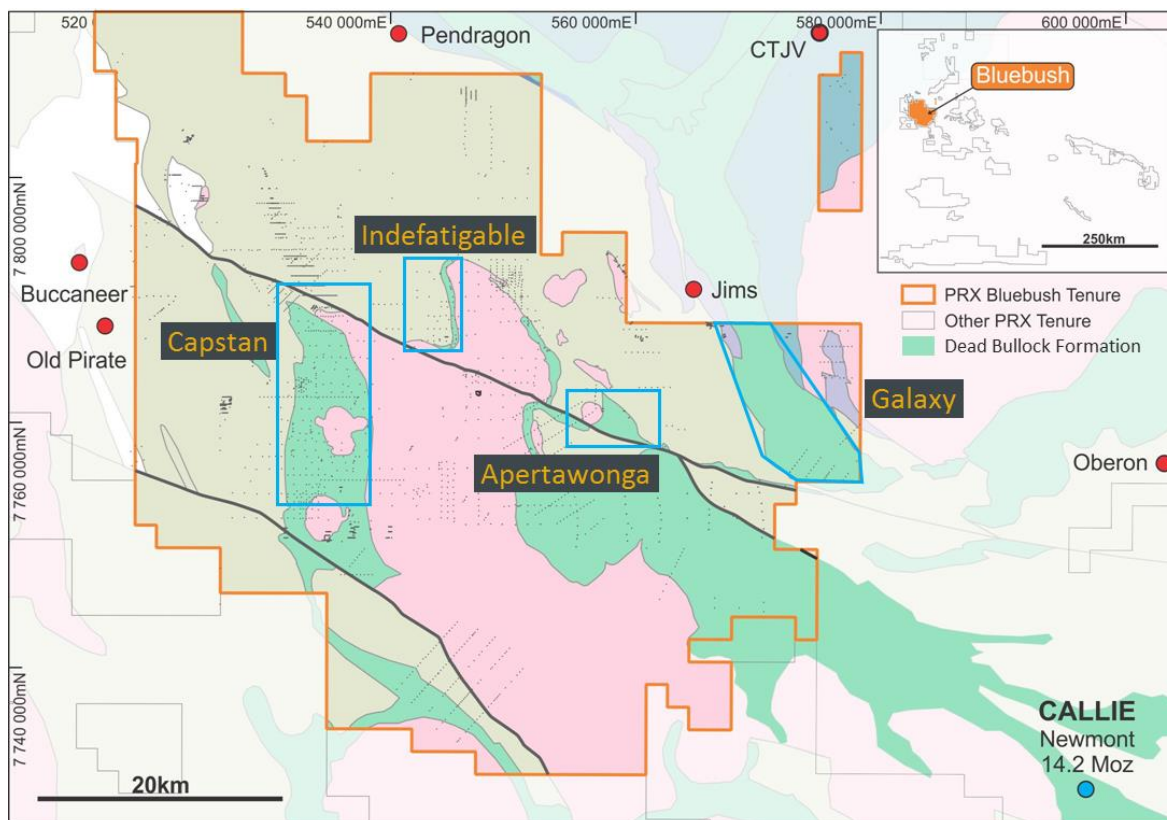 520
540 000mE
560 000mE
580 000mE
600 000mE
Pendragon
CTJV
Bluebush
250km
7 800 000mN
Indefatigable
Buccaneer
Old Pirate
Capstan
Jims
PRX Bluebush Tenure
Other PRX Tenure
Dead Bullock Formation
Galaxy
Apertawonga
Oberon
7 760 000mN
7 740 000mN
20km
CALLIE
Newmont
14.2 Moz